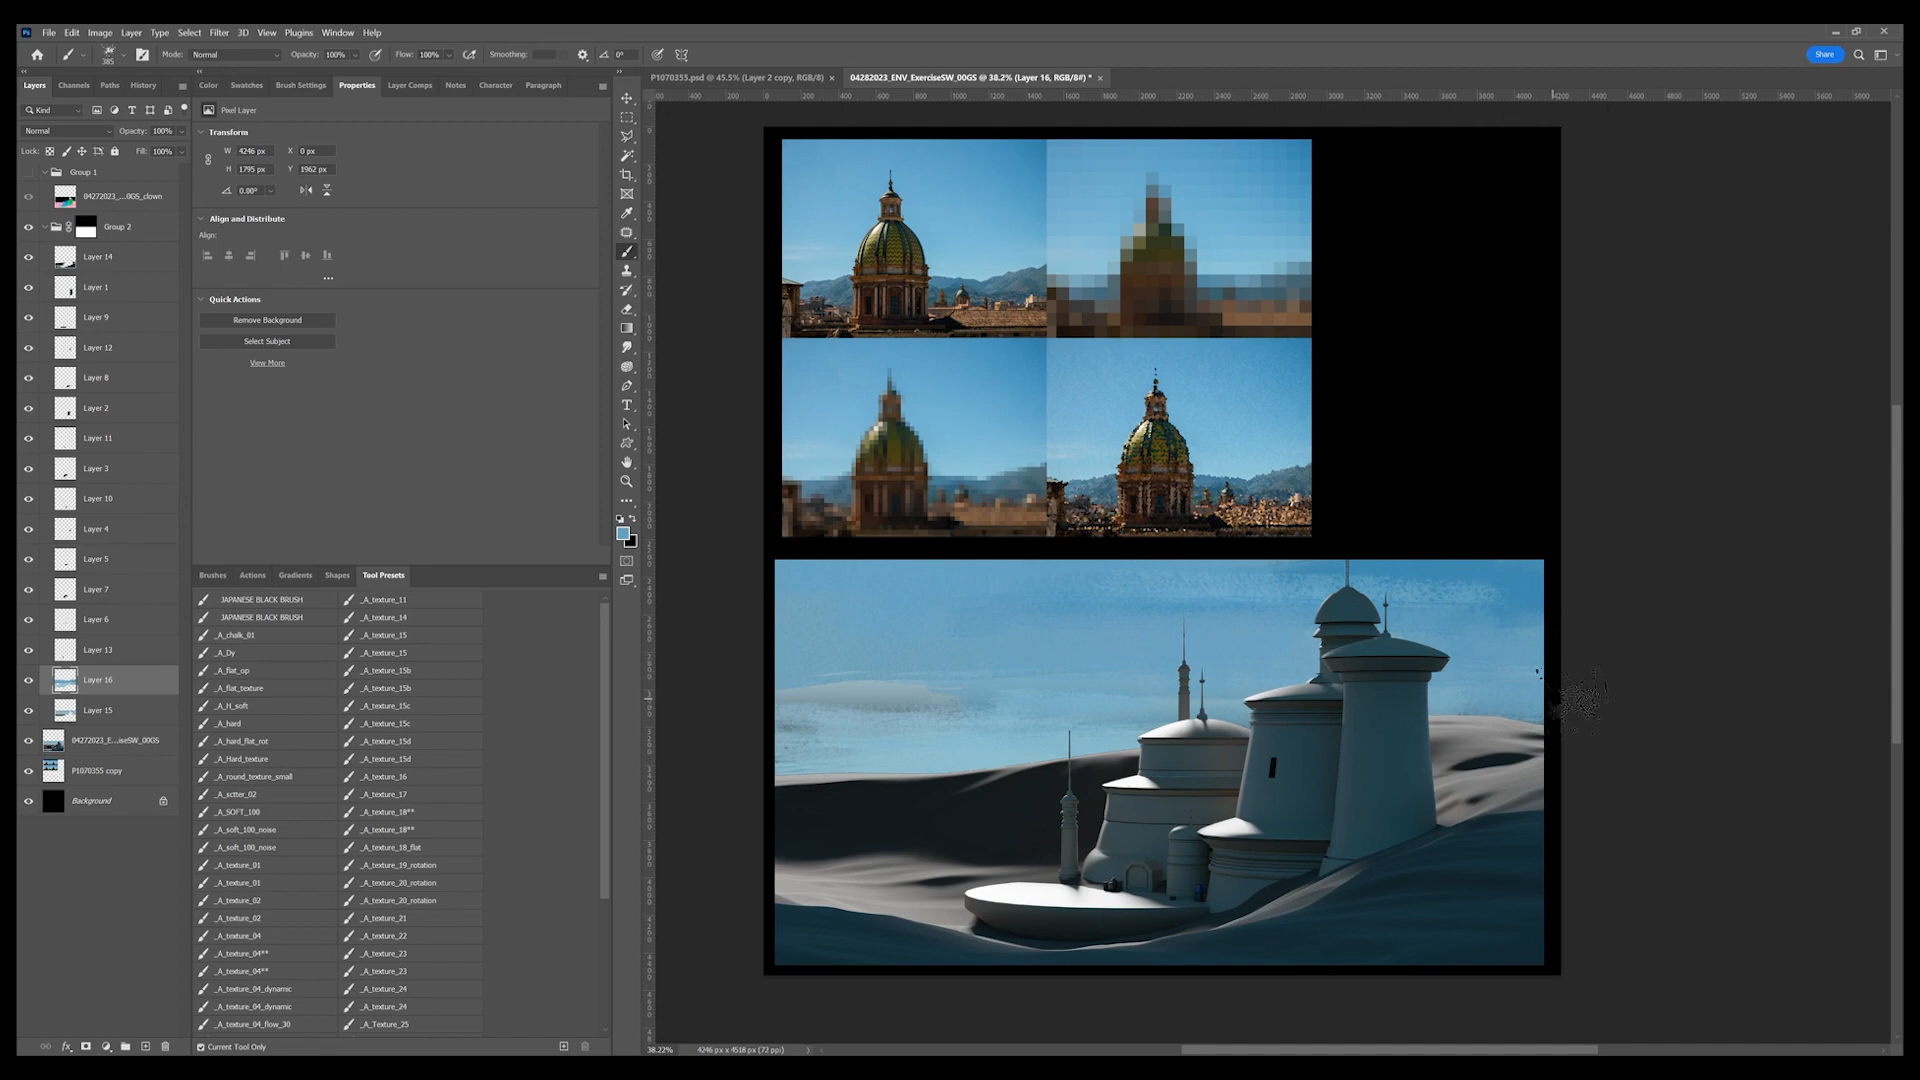 Ps File Edit Image Layer Type Select Filter 3D View Plugins Window Help
385 Mode: Normal Opacity: 100% Flow: 100% Smoothing: 0° Share
Layers Channels Paths History
Color Swatches Brush Settings Properties Layer Comps Notes Character Paragraph
P1070355.psd @ 45.5% (Layer 2 copy, RGB/8) × 04282023_ENV_ExerciseSW_00GS @ 38.2% (Layer 16, RGB/8#) * ×
Kind
Normal Opacity: 100%
Lock: Fill: 100%
Group 1
04272023_...0GS_clown
Group 2
Layer 14
Layer 1
Layer 9
Layer 12
Layer 8
Layer 2
Layer 11
Layer 3
Layer 10
Layer 4
Layer 5
Layer 7
Layer 6
Layer 13
Layer 16
Layer 15
04272023_E...iseSW_00GS
P1070355 copy
Background
Pixel Layer
Transform
W 4246 px X 0 px
H 1795 px Y 1962 px
0.00°
Align and Distribute
Align:
Quick Actions
Remove Background
Select Subject
View More
Brushes Actions Gradients Shapes Tool Presets
JAPANESE BLACK BRUSH
JAPANESE BLACK BRUSH
_A_chalk_01
_A_Dy
_A_flat_op
_A_flat_texture
_A_H_soft
_A_hard
_A_hard_flat_rot
_A_Hard_texture
_A_round_texture_small
_A_sctter_02
_A_SOFT_100
_A_soft_100_noise
_A_soft_100_noise
_A_texture_01
_A_texture_01
_A_texture_02
_A_texture_02
_A_texture_04
_A_texture_04**
_A_texture_04**
_A_texture_04_dynamic
_A_texture_04_dynamic
_A_texture_04_flow_30
_A_texture_11
_A_texture_14
_A_texture_15
_A_texture_15
_A_texture_15b
_A_texture_15b
_A_texture_15c
_A_texture_15c
_A_texture_15d
_A_texture_15d
_A_texture_16
_A_texture_17
_A_texture_18**
_A_texture_18**
_A_texture_18_flat
_A_texture_19_rotation
_A_texture_20_rotation
_A_texture_20_rotation
_A_texture_21
_A_texture_22
_A_texture_23
_A_texture_23
_A_texture_24
_A_texture_24
_A_Texture_25
Current Tool Only
38.22% 4246 px x 4518 px (72 ppi)